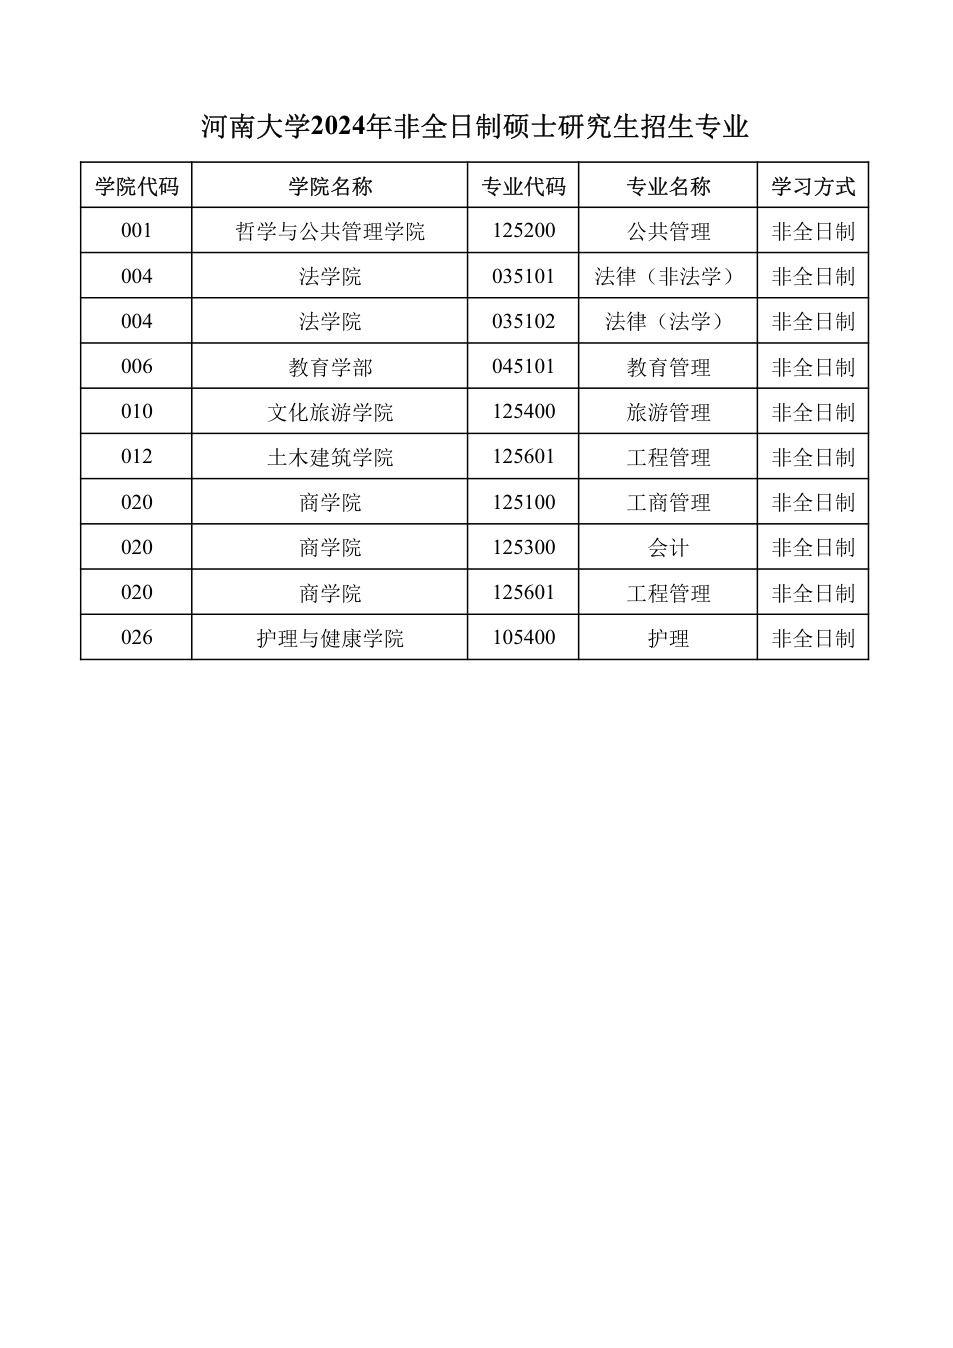 河南大学2024年非全日制硕士研究生招生专业
学院代码 学院名称 专业代码 专业名称 学习方式
001 哲学与公共管理学院 125200 公共管理 非全日制
004 法学院 035101 法律（非法学） 非全日制
004 法学院 035102 法律（法学） 非全日制
006 教育学部 045101 教育管理 非全日制
010 文化旅游学院 125400 旅游管理 非全日制
012 土木建筑学院 125601 工程管理 非全日制
020 商学院 125100 工商管理 非全日制
020 商学院 125300 会计 非全日制
020 商学院 125601 工程管理 非全日制
026 护理与健康学院 105400 护理 非全日制